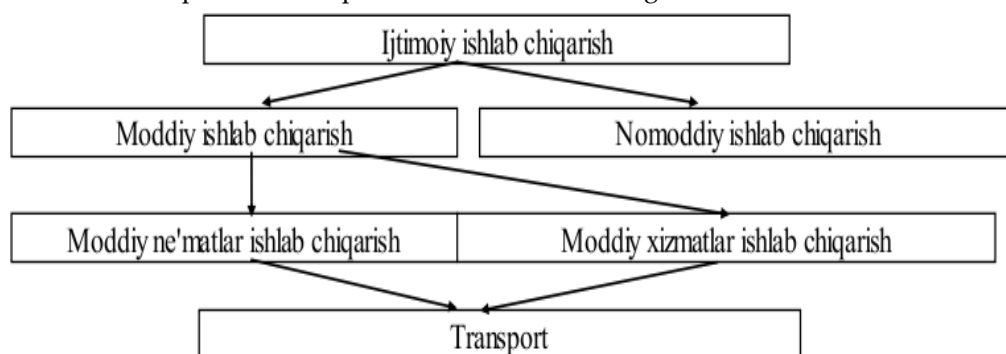 Ijtimoiy ishlab chiqarish
Moddiy ishlab chiqarish
Nomoddiy ishlab chiqarish
Moddiy ne'matlar ishlab chiqarish
Moddiy xizmatlar ishlab chiqarish
Transport